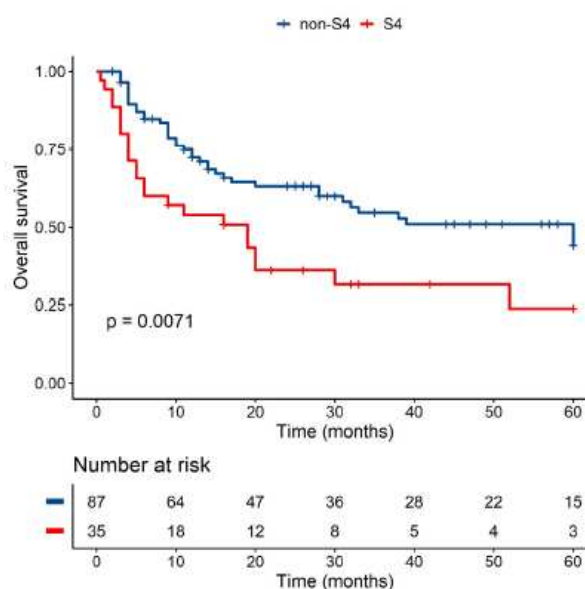 non-S4 S4
1.00
0.75
0.50
0.25
0.00
Overall survival
p = 0.0071
0 10 20 30 40 50 60
Time (months)
Number at risk
87 64 47 36 28 22 15
35 18 12 8 5 4 3
0 10 20 30 40 50 60
Time (months)